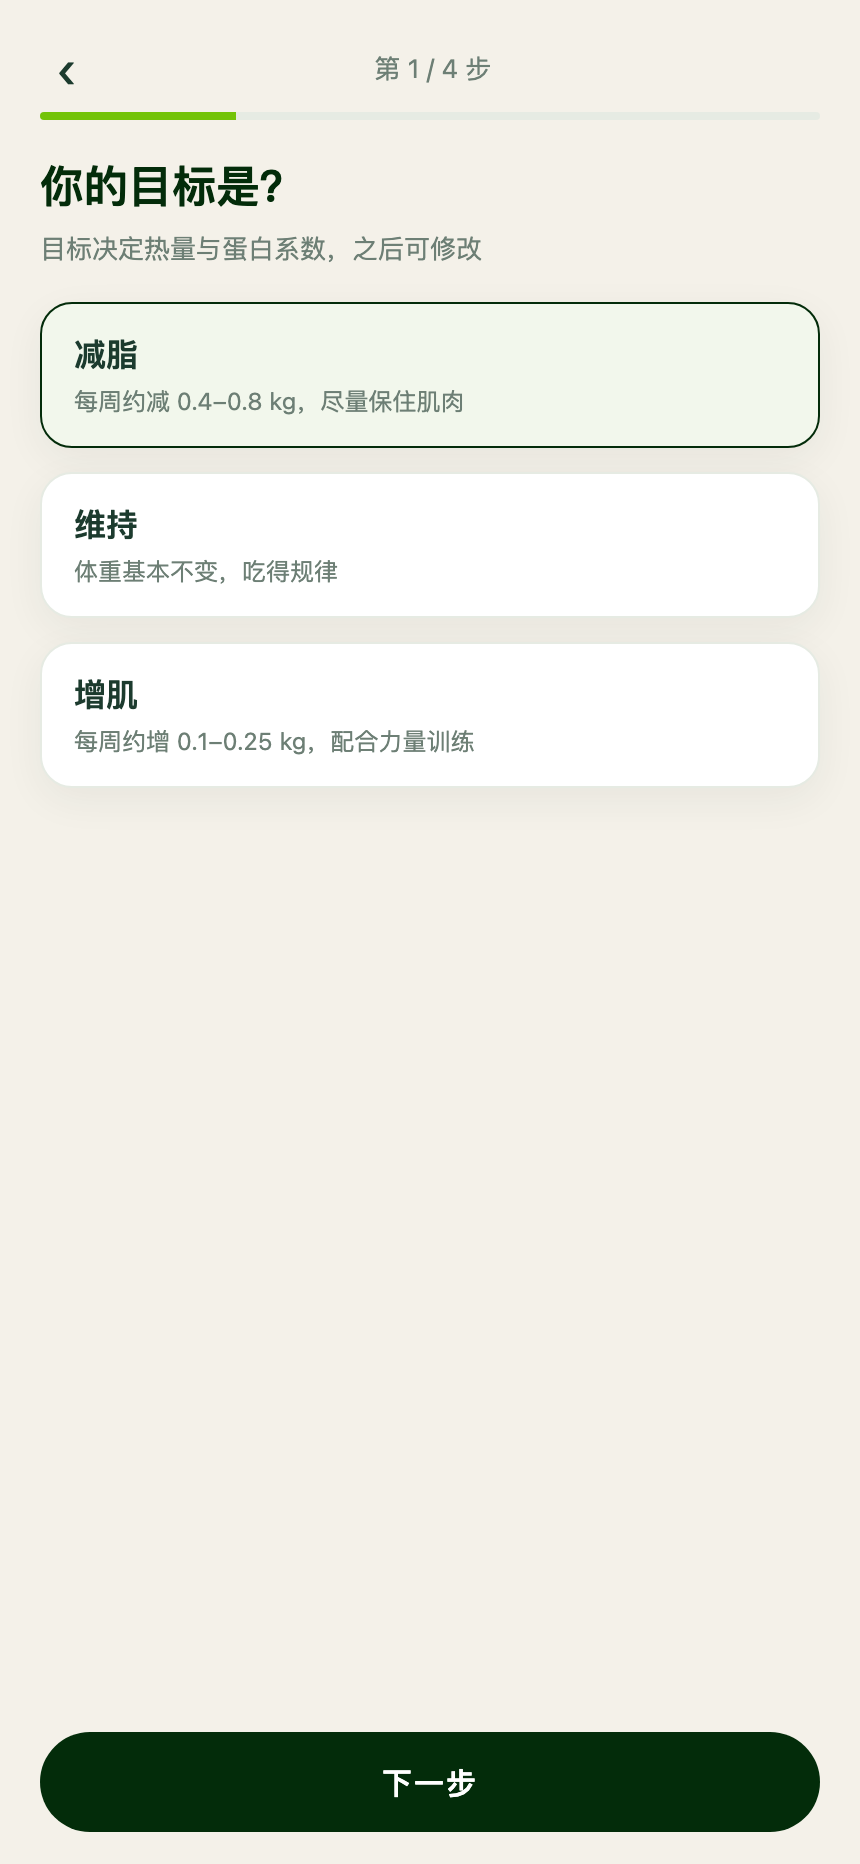 第 1 / 4 步
你的目标是?
目标决定热量与蛋白系数，之后可修改
减脂
每周约减 0.4–0.8 kg，尽量保住肌肉
维持
体重基本不变，吃得规律
增肌
每周约增 0.1–0.25 kg，配合力量训练
下一步